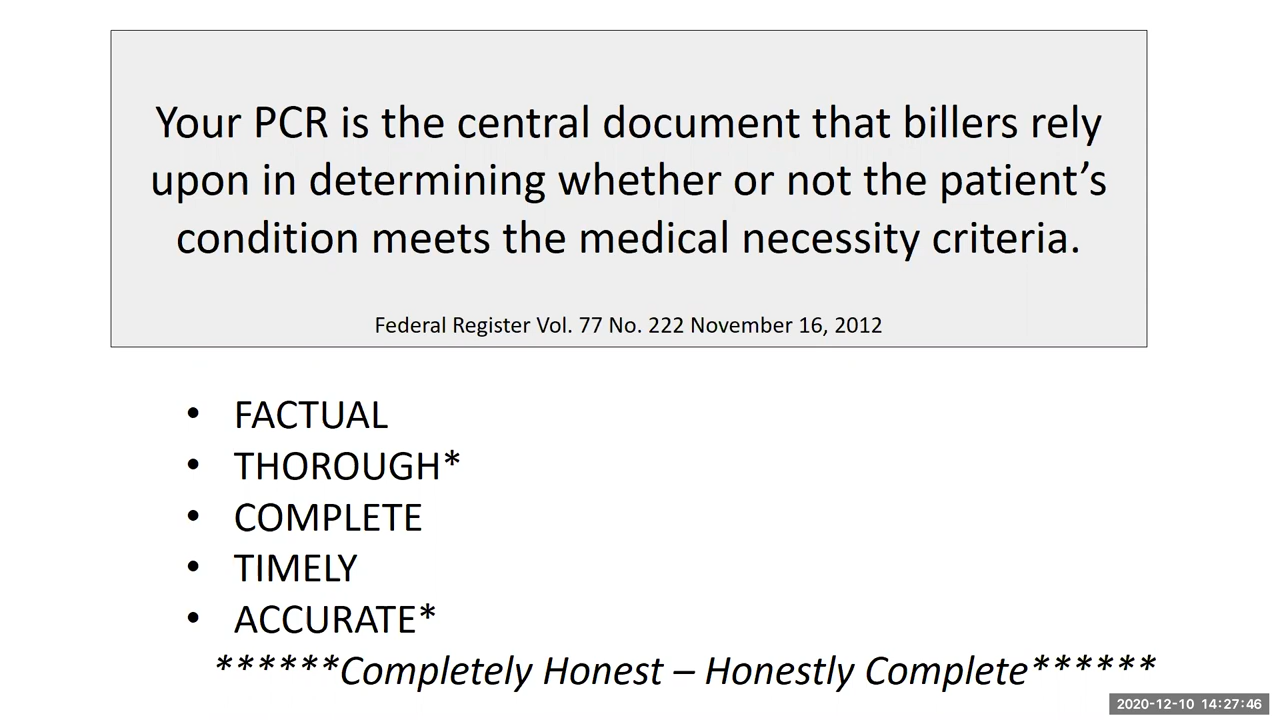 Your PCR is the central document that billers rely
upon in determining whether or not the patient’s
condition meets the medical necessity criteria.
Federal Register Vol. 77 No. 222 November 16, 2012
• FACTUAL
• THOROUGH*
• COMPLETE
• TIMELY
• ACCURATE*
******Completely Honest – Honestly Complete******
2020-12-10 14:27:46